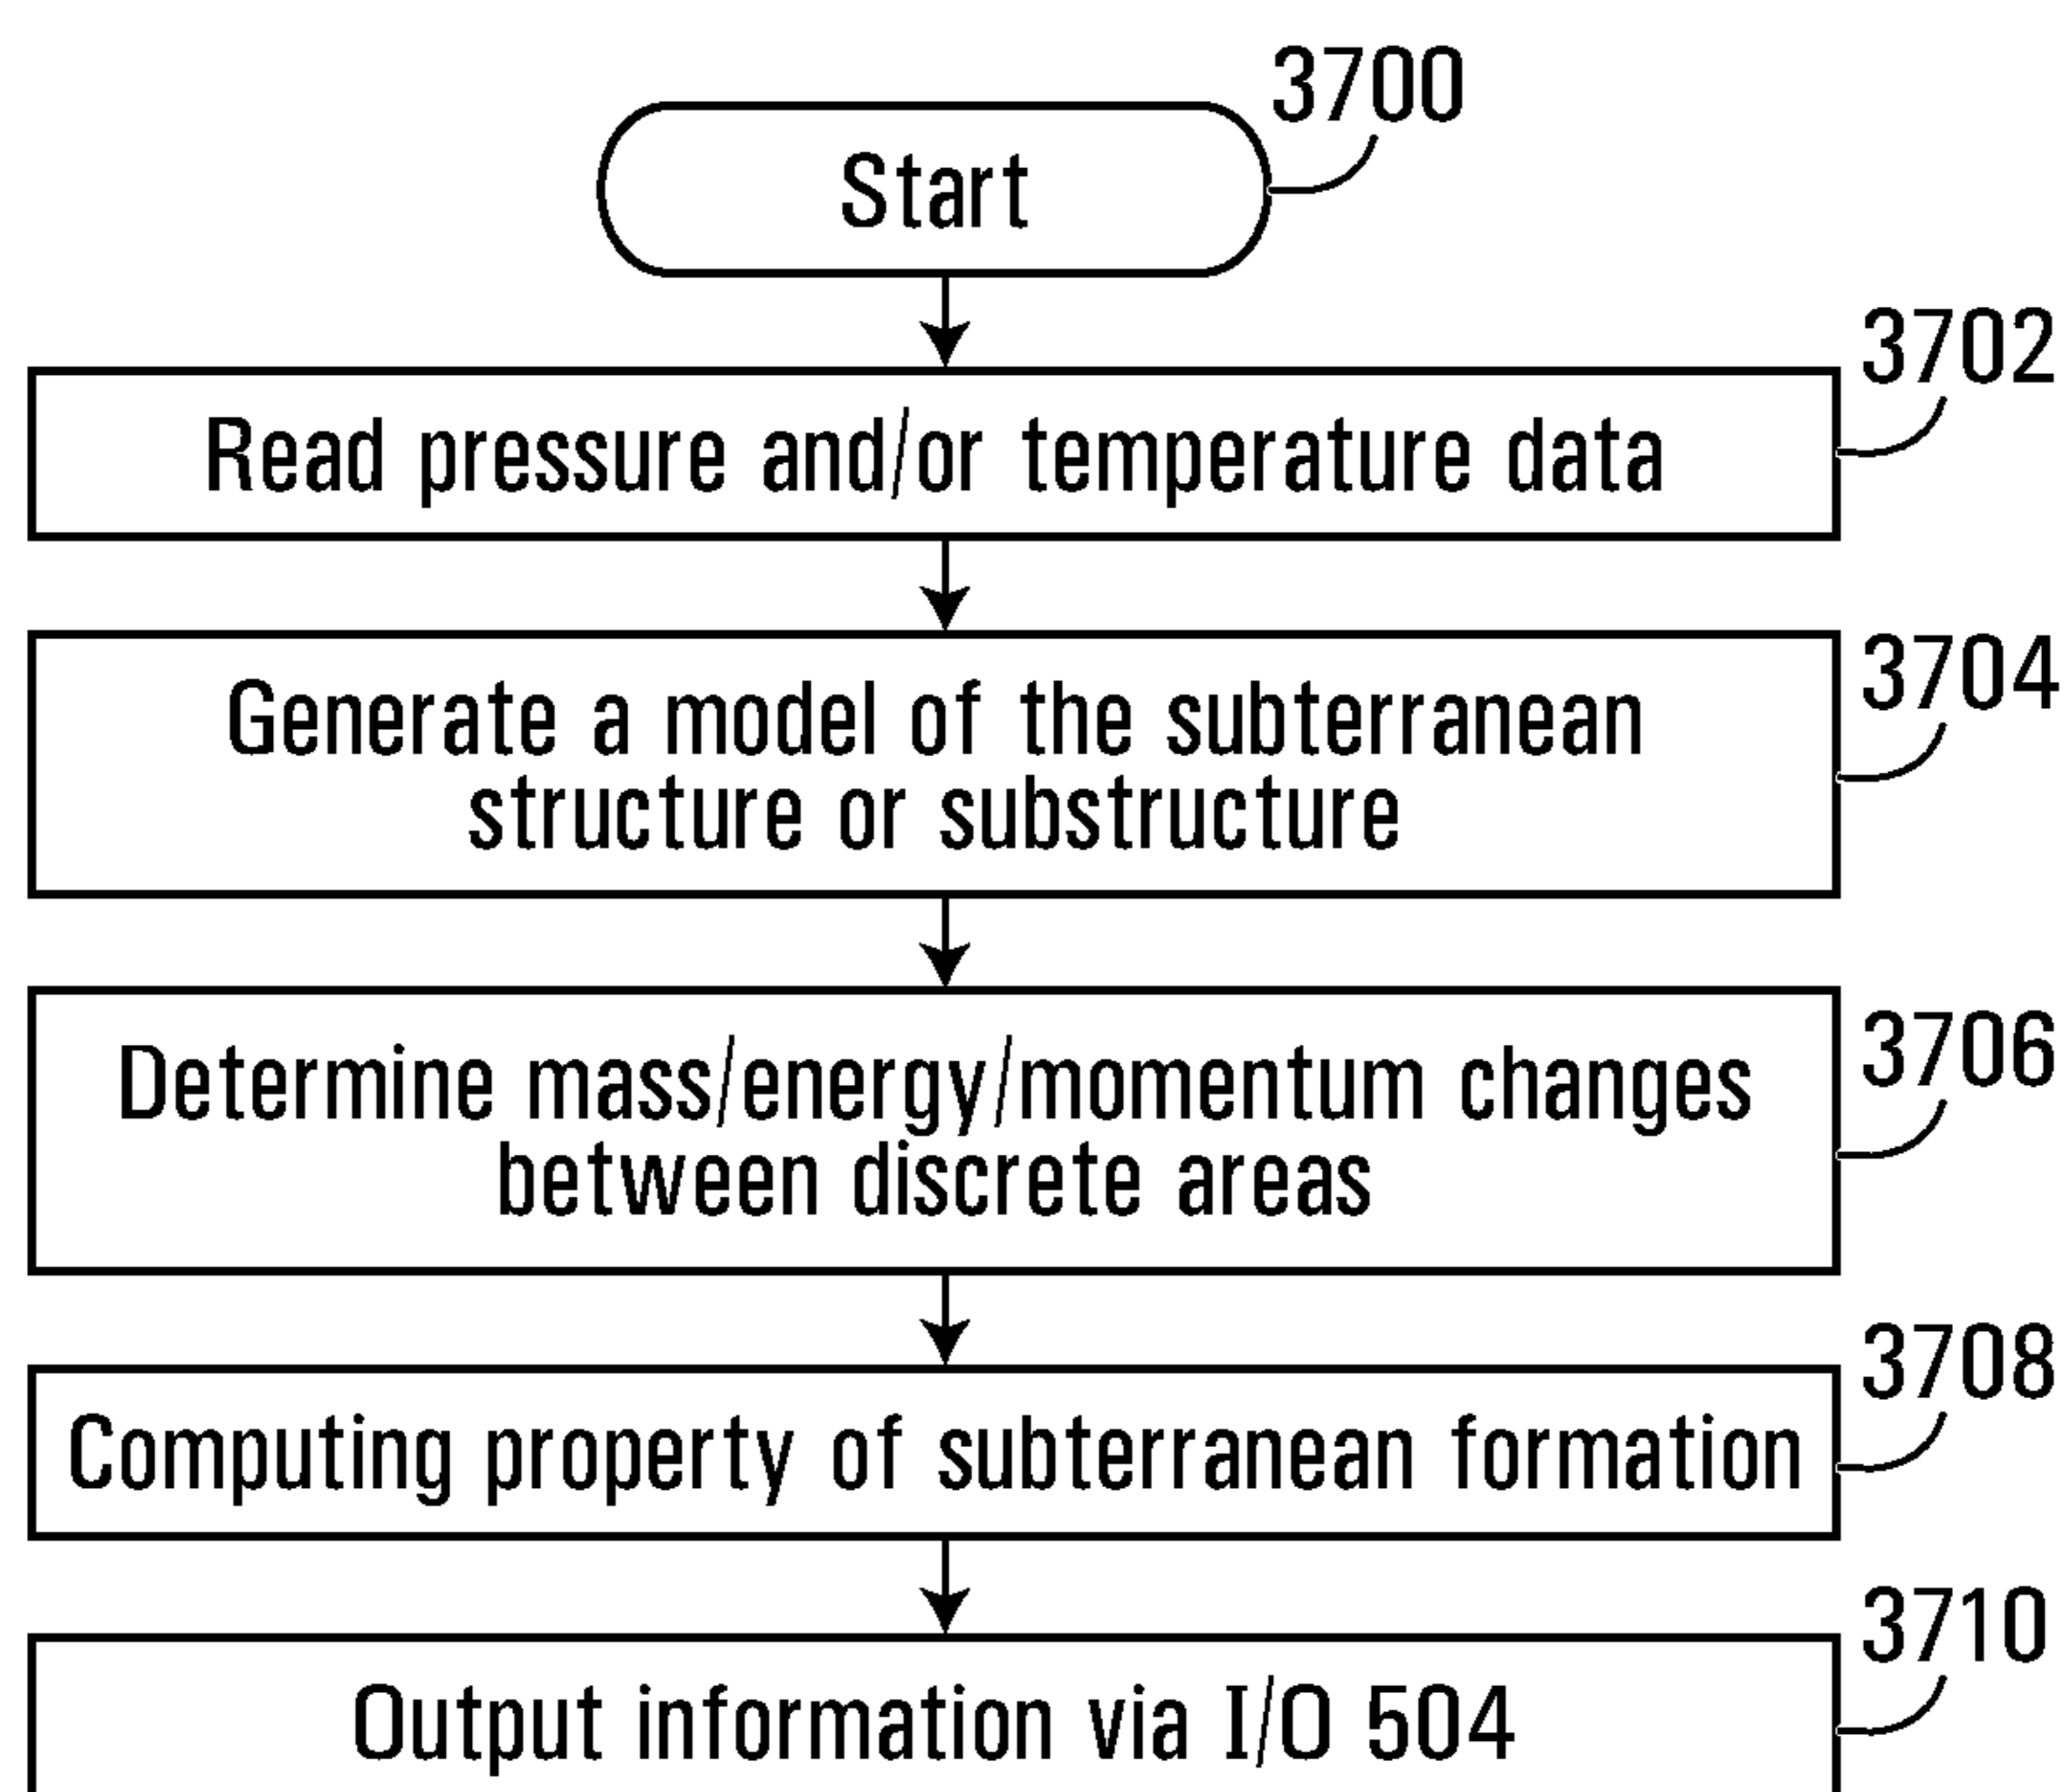 3700
Start
3702
Read pressure and/or temperature data
3704
Generate a model of the subterranean
structure or substructure
3706
Determine mass/energy/momentum changes
between discrete areas
3708
Computing property of subterranean formation
3710
Output information via I/O 504